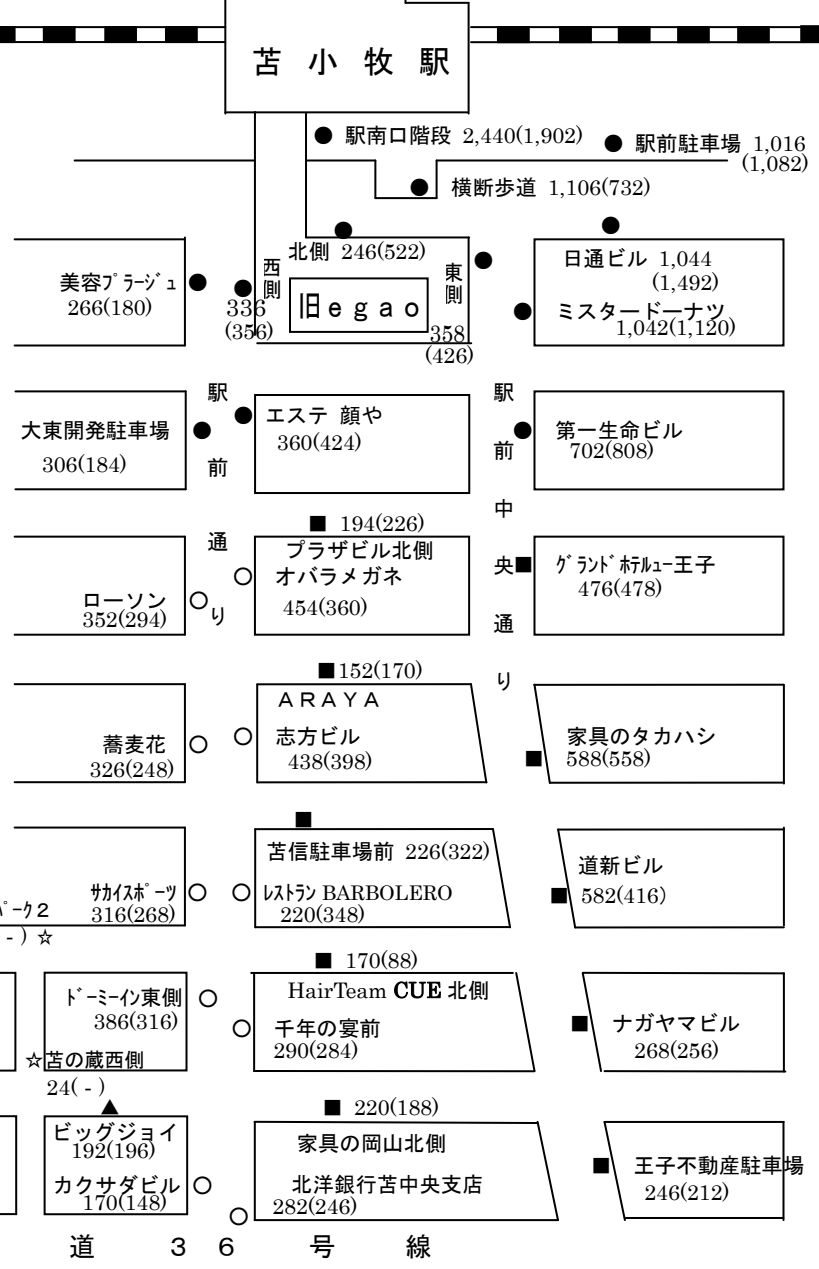 苫小牧駅
駅南口階段 2,440(1,902)
駅前駐車場 1,016
(1,082)
横断歩道 1,106(732)
美容プラージュ
266(180)
西側
336
(356)
北側 246(522)
旧ｅｇａｏ
東側
358
(426)
日通ビル 1,044
(1,492)
ミスタードーナツ
1,042(1,120)
駅前通り
駅前中央通り
大東開発駐車場
306(184)
エステ 顔や
360(424)
第一生命ビル
702(808)
194(226)
プラザビル北側
オバラメガネ
454(360)
ローソン
352(294)
グランドホテルュー王子
476(478)
152(170)
ＡＲＡＹＡ
志方ビル
438(398)
蕎麦花
326(248)
家具のタカハシ
588(558)
苫信駐車場前 226(322)
レストラン BARBOLERO
220(348)
サカイスポーツ
316(268)
パーク２
- ) ☆
道新ビル
582(416)
170(88)
HairTeam CUE 北側
千年の宴前
290(284)
ドーミーイン東側
386(316)
ナガヤマビル
268(256)
☆苫の蔵西側
24( - )
ビッグジョイ
192(196)
カクサダビル
170(148)
220(188)
家具の岡山北側
北洋銀行苫中央支店
282(246)
王子不動産駐車場
246(212)
道 ３６ 号 線